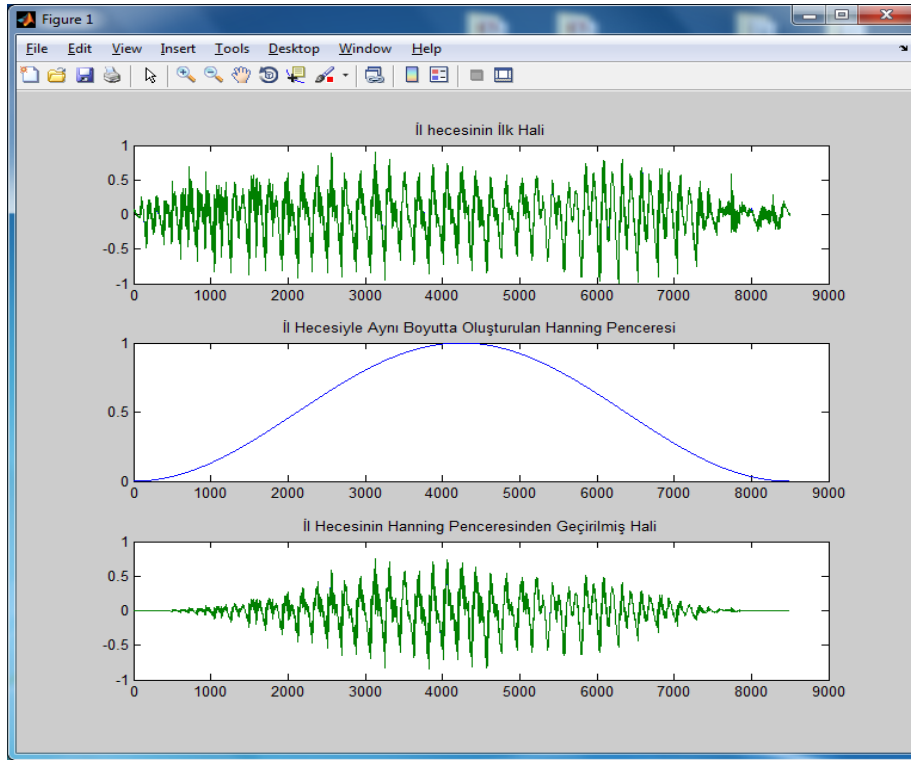 Figure 1
File Edit View Insert Tools Desktop Window Help
İl hecesinin İlk Hali
1
0.5
0
-0.5
-1
0 1000 2000 3000 4000 5000 6000 7000 8000 9000
İl Hecesiyle Aynı Boyutta Oluşturulan Hanning Penceresi
1
0.5
0
0 1000 2000 3000 4000 5000 6000 7000 8000 9000
İl Hecesinin Hanning Penceresinden Geçirilmiş Hali
1
0.5
0
-0.5
-1
0 1000 2000 3000 4000 5000 6000 7000 8000 9000